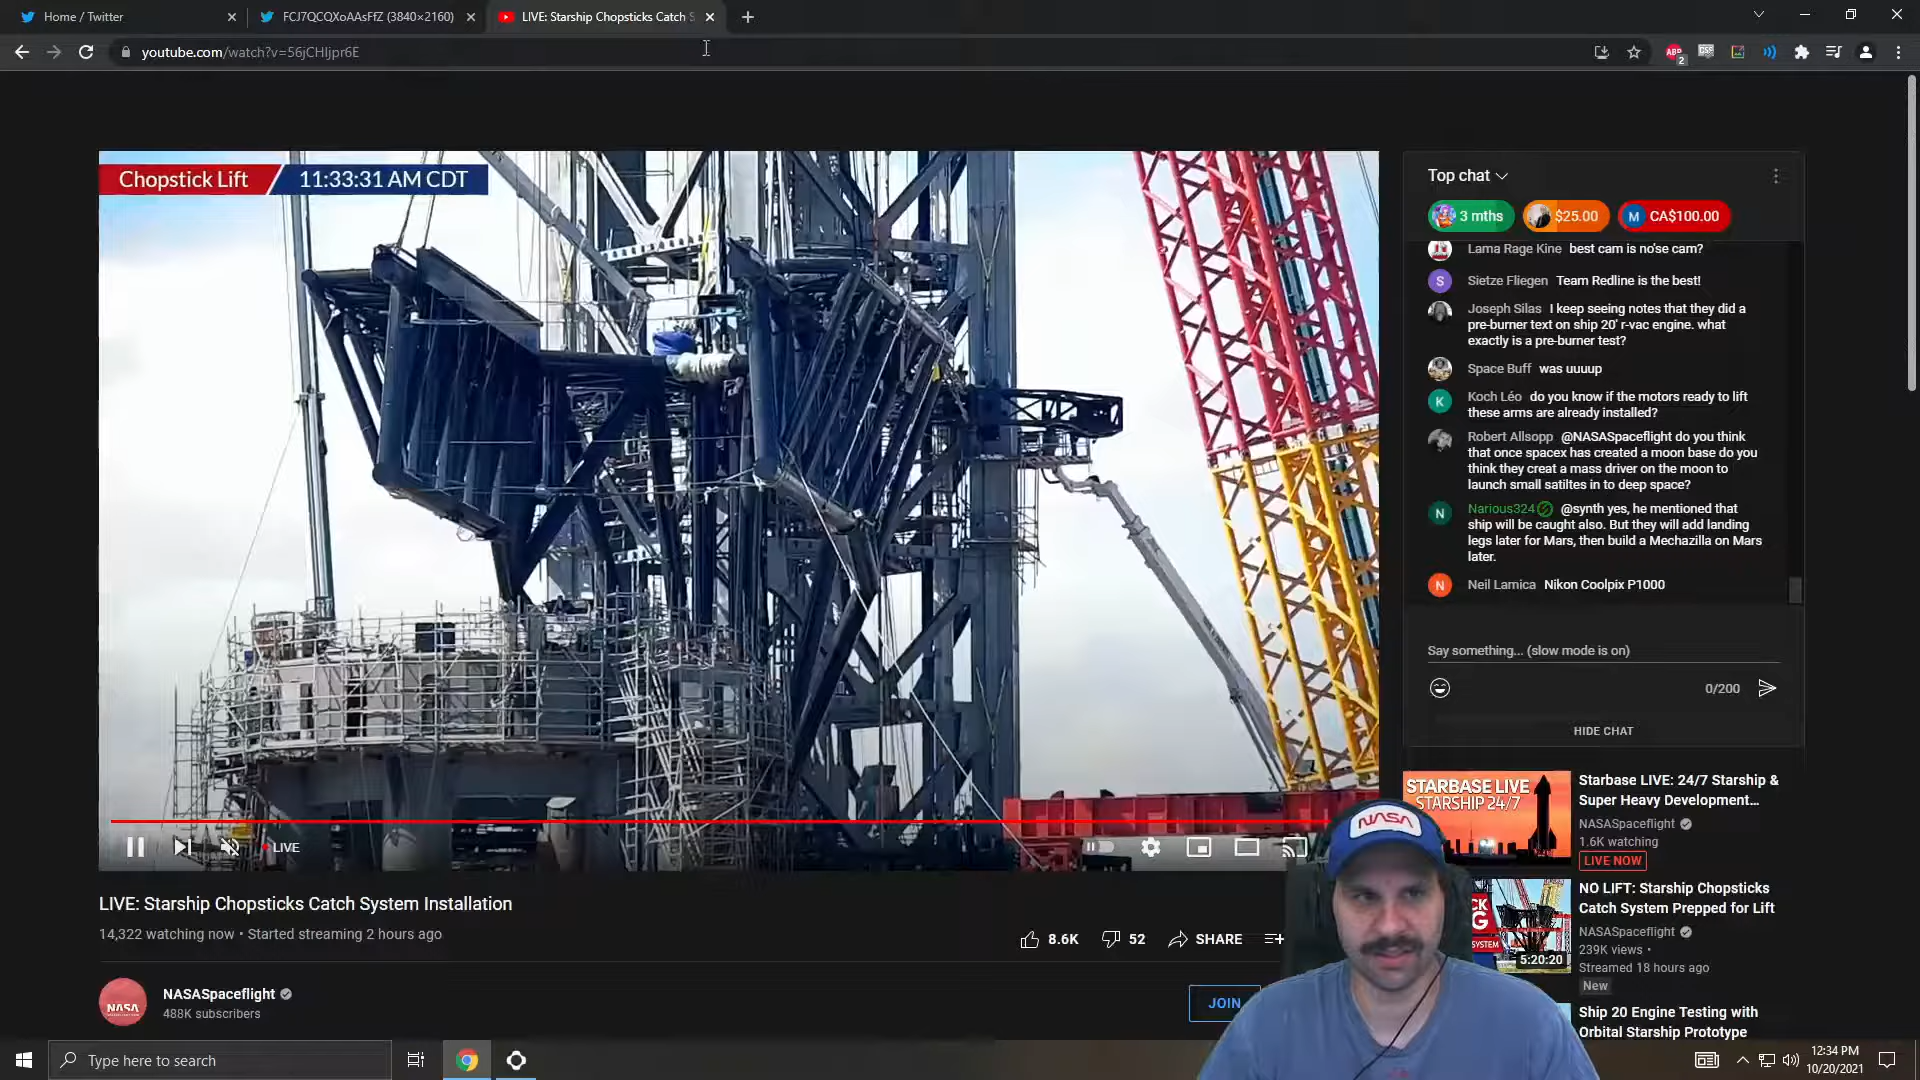 Home / Twitter
FCJ7QCQXoAAsFfZ (3840×2160)
LIVE: Starship Chopsticks Catch S
youtube.com/watch?v=56jCHIjpr6E
ABP
2
Chopstick Lift
11:33:31 AM CDT
Top chat
3 mths
$25.00
M CA$100.00
Lama Rage Kine best cam is no'se cam?
S Sietze Fliegen Team Redline is the best!
Joseph Silas I keep seeing notes that they did a
pre-burner text on ship 20' r-vac engine. what
exactly is a pre-burner test?
Space Buff was uuuup
K Koch Léo do you know if the motors ready to lift
these arms are already installed?
Robert Allsopp @NASASpaceflight do you think
that once spacex has created a moon base do you
think they creat a mass driver on the moon to
launch small satiltes in to deep space?
N Narious324 @synth yes, he mentioned that
ship will be caught also. But they will add landing
legs later for Mars, then build a Mechazilla on Mars
later.
N Neil Lamica Nikon Coolpix P1000
Say something... (slow mode is on)
0/200
HIDE CHAT
LIVE
LIVE: Starship Chopsticks Catch System Installation
14,322 watching now • Started streaming 2 hours ago
8.6K
52
SHARE
NASASpaceflight
488K subscribers
JOIN
STARBASE LIVE
STARSHIP 24/7
Starbase LIVE: 24/7 Starship &
Super Heavy Development...
NASASpaceflight
1.6K watching
LIVE NOW
5:20:20
NO LIFT: Starship Chopsticks
Catch System Prepped for Lift
NASASpaceflight
239K views •
Streamed 18 hours ago
New
Ship 20 Engine Testing with
Orbital Starship Prototype
NASA
Type here to search
12:34 PM
10/20/2021